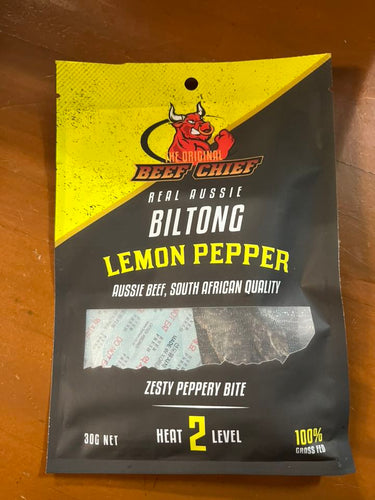 THE ORIGINAL
BEEF CHIEF
REAL AUSSIE
BILTONG
LEMON PEPPER
AUSSIE BEEF, SOUTH AFRICAN QUALITY
ZESTY PEPPERY BITE
30G NET
HEAT 2 LEVEL
100%
GRASS FED